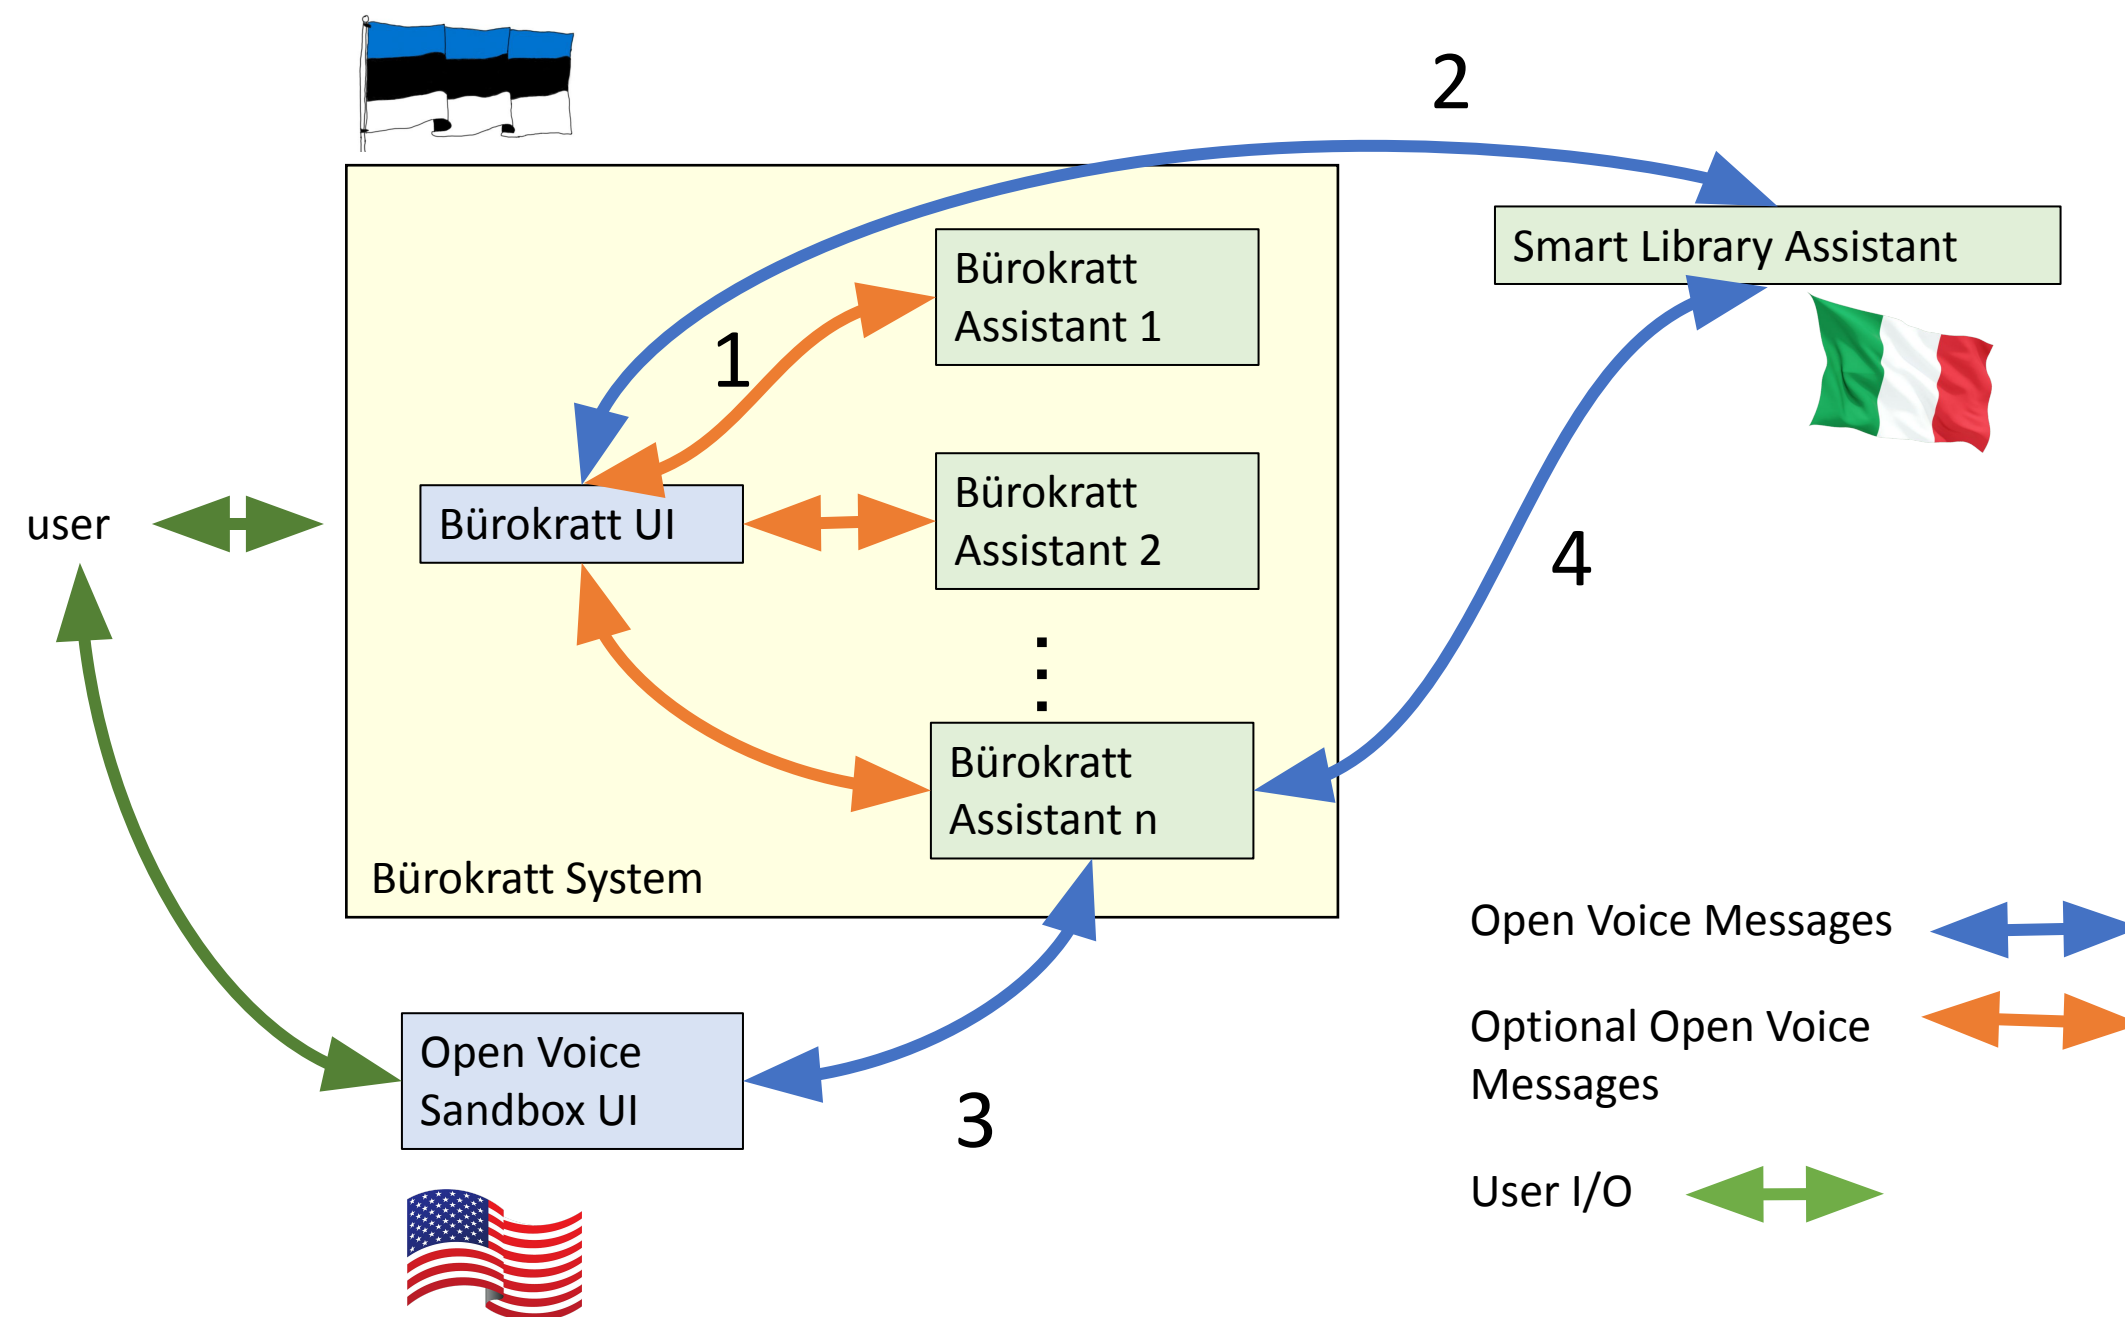 2
Smart Library Assistant
Bürokratt
Assistant 1
1
Bürokratt
Assistant 2
user
Bürokratt UI
4
Bürokratt
Assistant n
Bürokratt System
Open Voice Messages
Optional Open Voice
Messages
Open Voice
Sandbox UI
3
User I/O